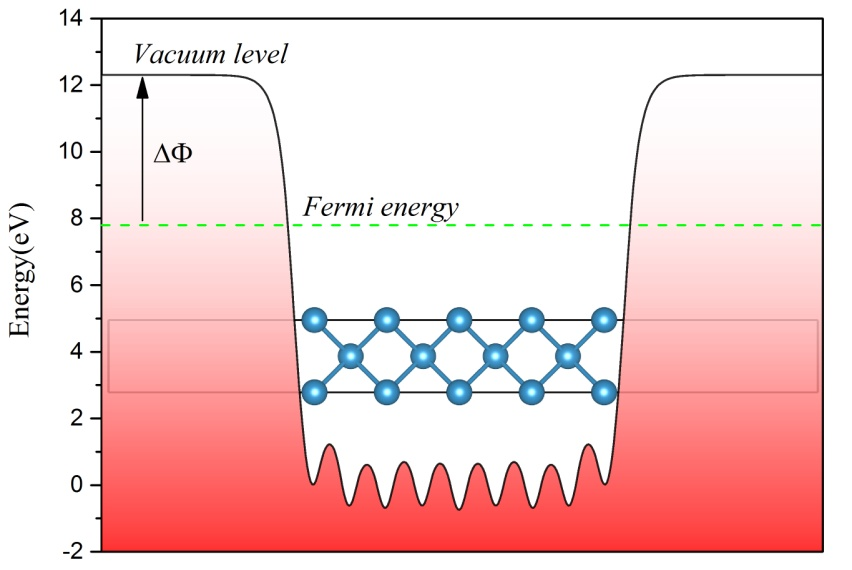 14
Vacuum level
12
10
ΔΦ
8
Fermi energy
6
Energy(eV)
4
2
0
-2